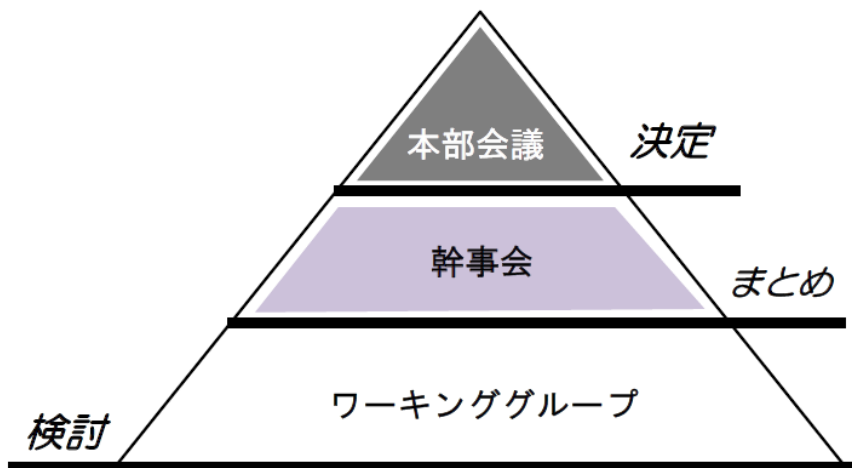 本部会議
決定
幹事会
まとめ
ワーキンググループ
検討